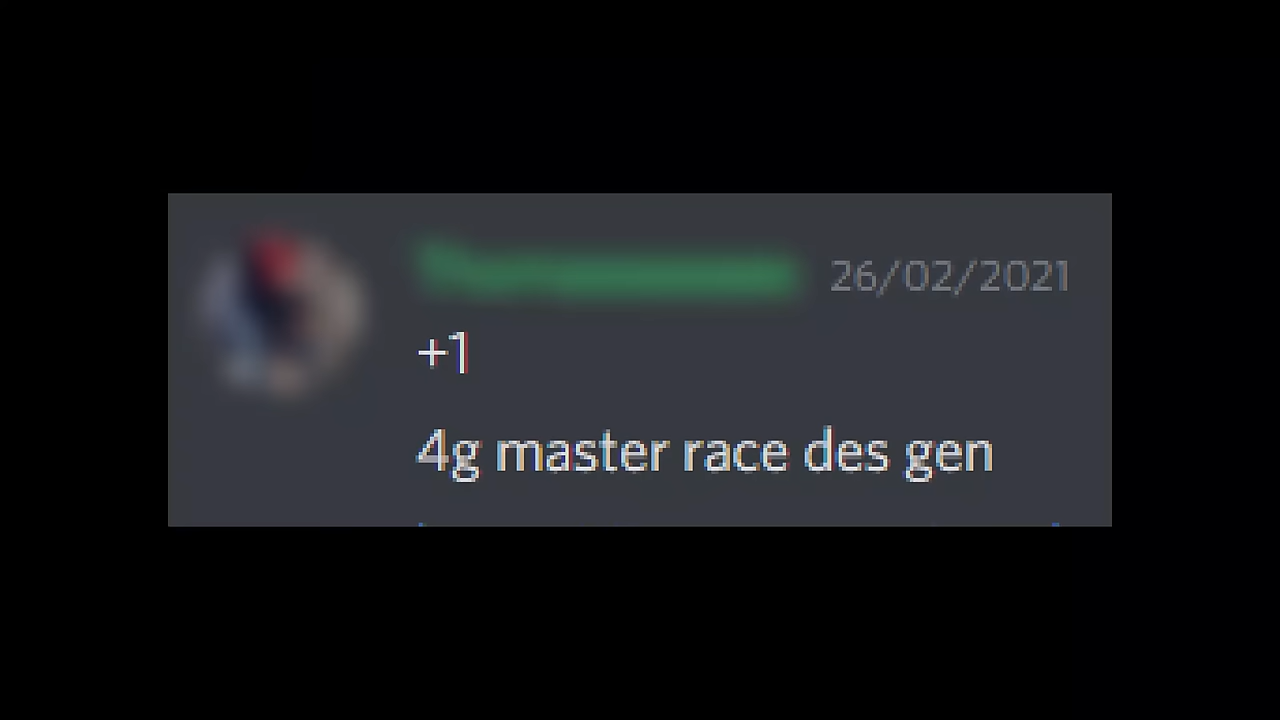 26/02/2021
+1
4g master race des gen